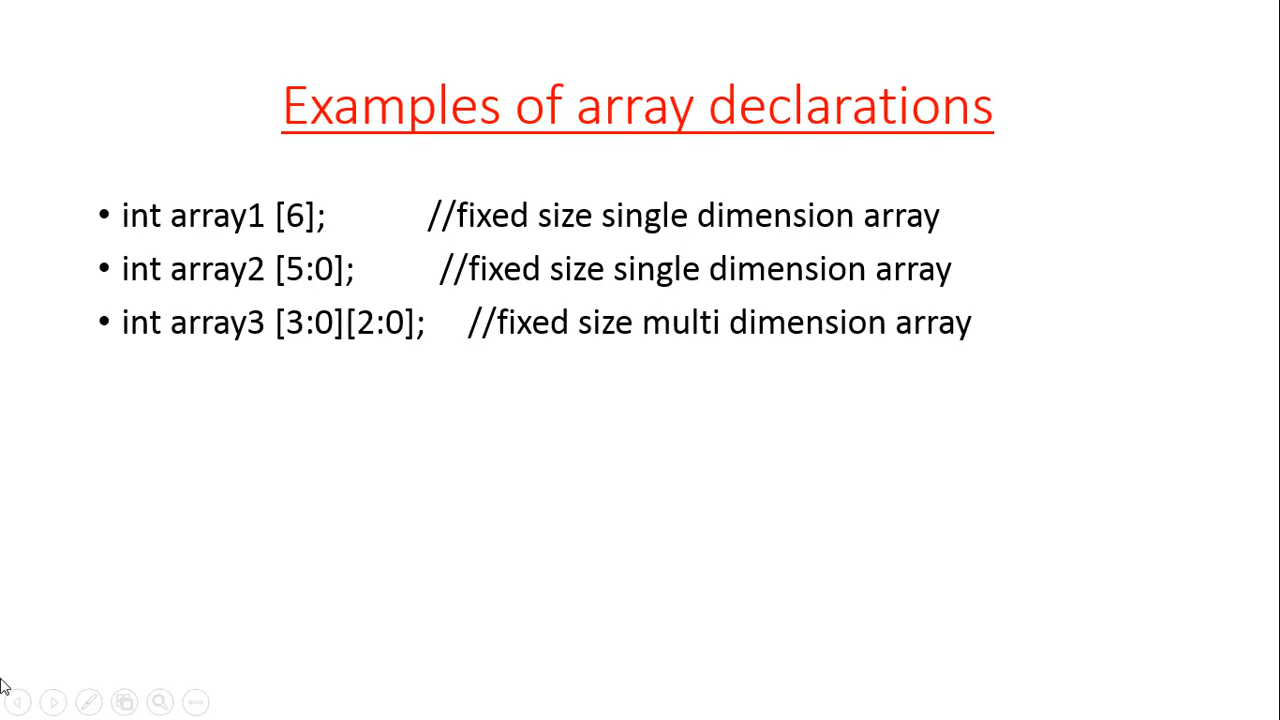 Examples of array declarations
• int array1 [6]; //fixed size single dimension array
• int array2 [5:0]; //fixed size single dimension array
• int array3 [3:0][2:0]; //fixed size multi dimension array